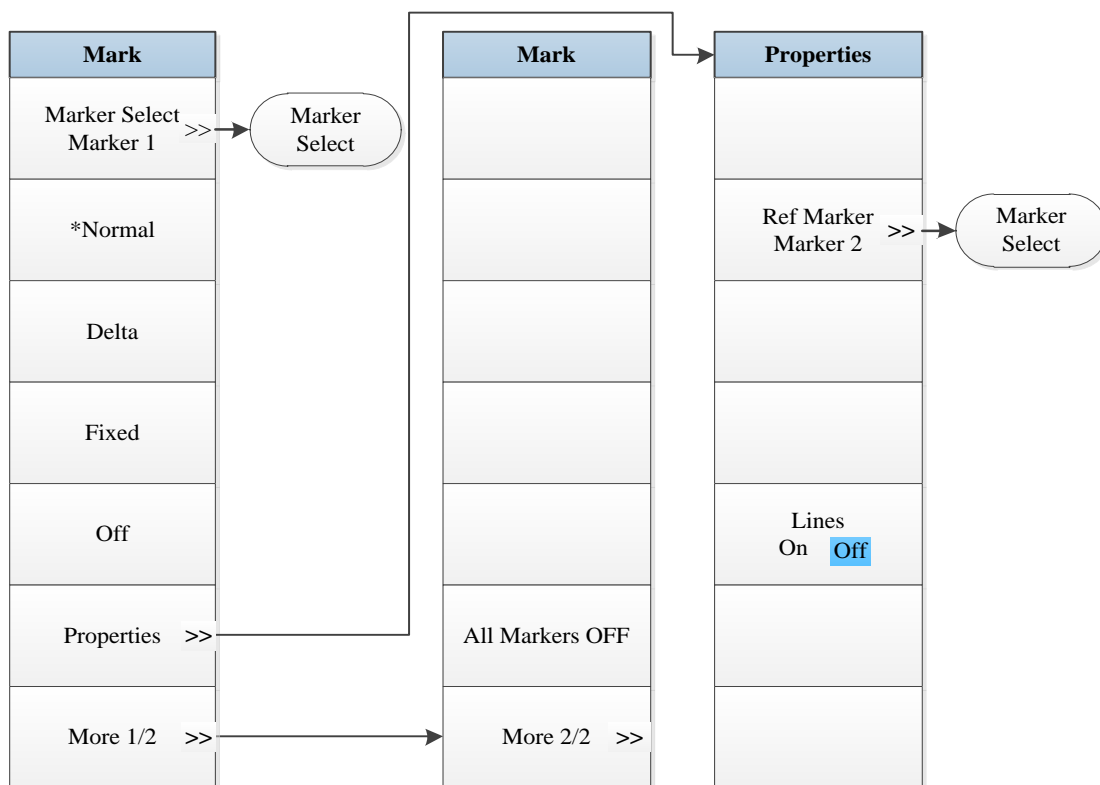 Mark
Marker Select
Marker 1 >>
Marker
Select
*Normal
Delta
Fixed
Off
Properties >>
More 1/2 >>
Mark
All Markers OFF
More 2/2 >>
Properties
Ref Marker
Marker 2 >>
Marker
Select
Lines
On Off